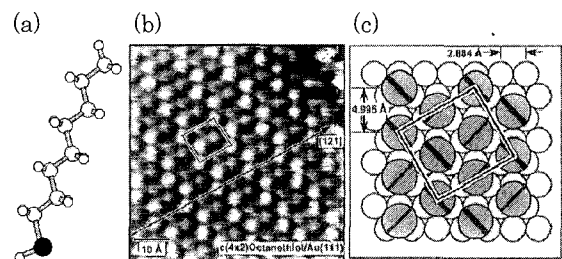 (a)
(b)
(c)
2.884 Å
4.995 Å
[121]
10 Å
c(4x2)Octanethiol/Au(111)